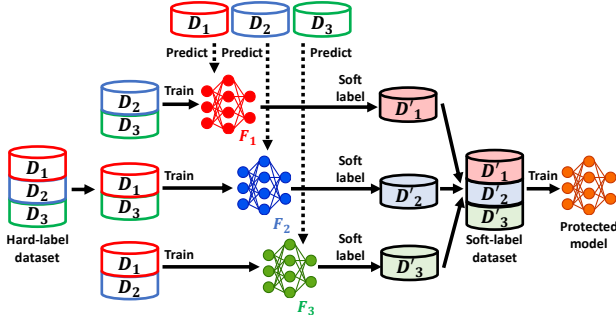 D₁ D₂ D₃
Predict Predict Predict
D₂
D₃
Train
F₁
Soft
label
D'₁
D₁
D₂
D₃
Hard-label
dataset
D₁
D₃
Train
F₂
Soft
label
D'₂
D'₁
D'₂
D'₃
Soft-label
dataset
Train
Protected
model
D₁
D₂
Train
F₃
Soft
label
D'₃